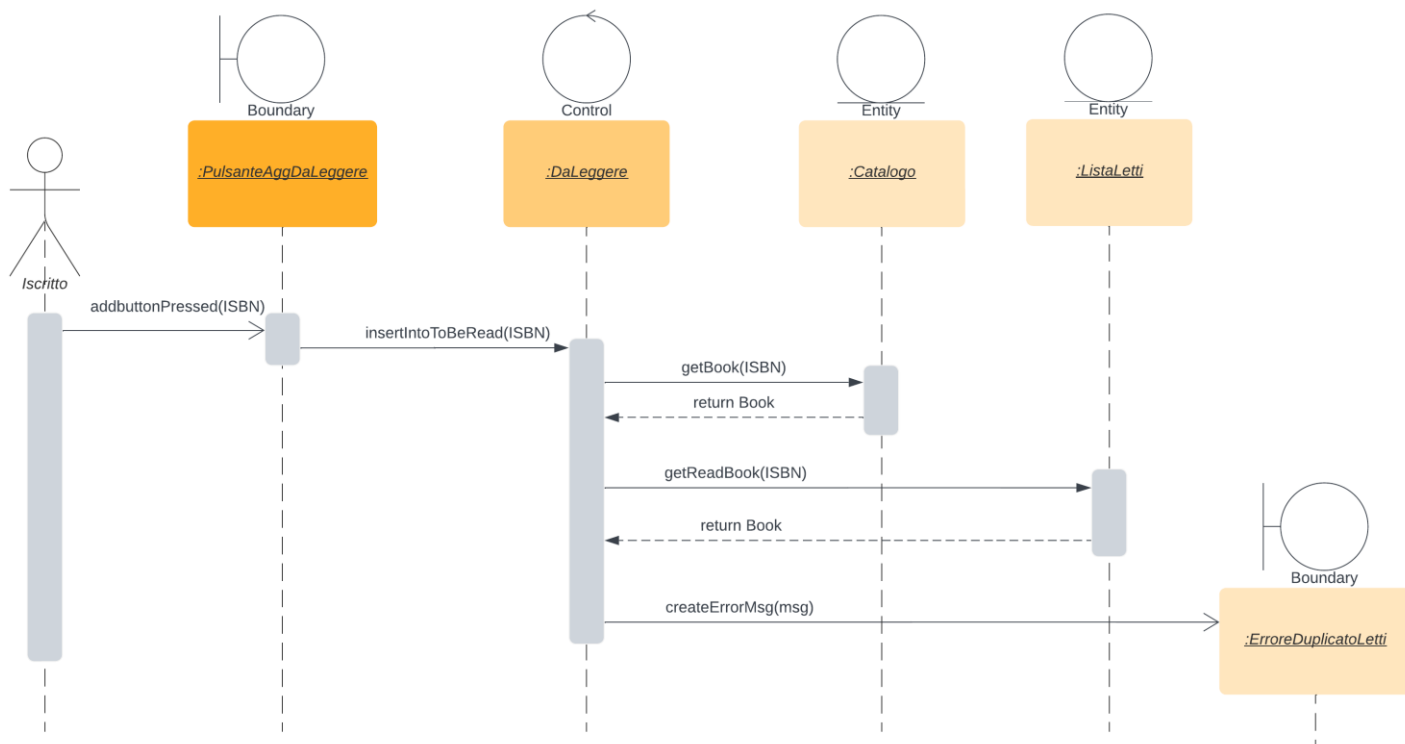 Boundary
Control
Entity
Entity
:PulsanteAggDaLeggere
:DaLeggere
:Catalogo
:ListaLetti
Iscritto
addbuttonPressed(ISBN)
insertIntoToBeRead(ISBN)
getBook(ISBN)
return Book
getReadBook(ISBN)
return Book
Boundary
createErrorMsg(msg)
:ErroreDuplicatoLetti